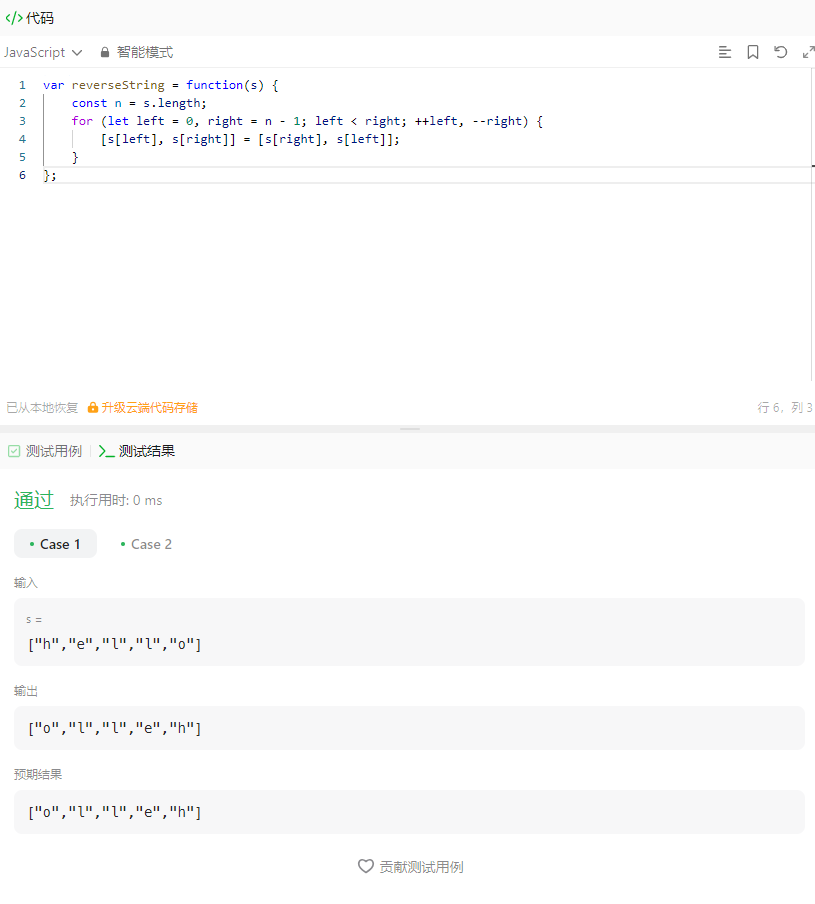 </>代码
JavaScript 智能模式
1 var reverseString = function(s) {
2     const n = s.length;
3     for (let left = 0, right = n - 1; left < right; ++left, --right) {
4         [s[left], s[right]] = [s[right], s[left]];
5     }
6 };
已从本地恢复 升级云端代码存储 行 6, 列 3
测试用例 测试结果
通过 执行用时: 0 ms
• Case 1 • Case 2
输入
s =
["h","e","l","l","o"]
输出
["o","l","l","e","h"]
预期结果
["o","l","l","e","h"]
贡献测试用例